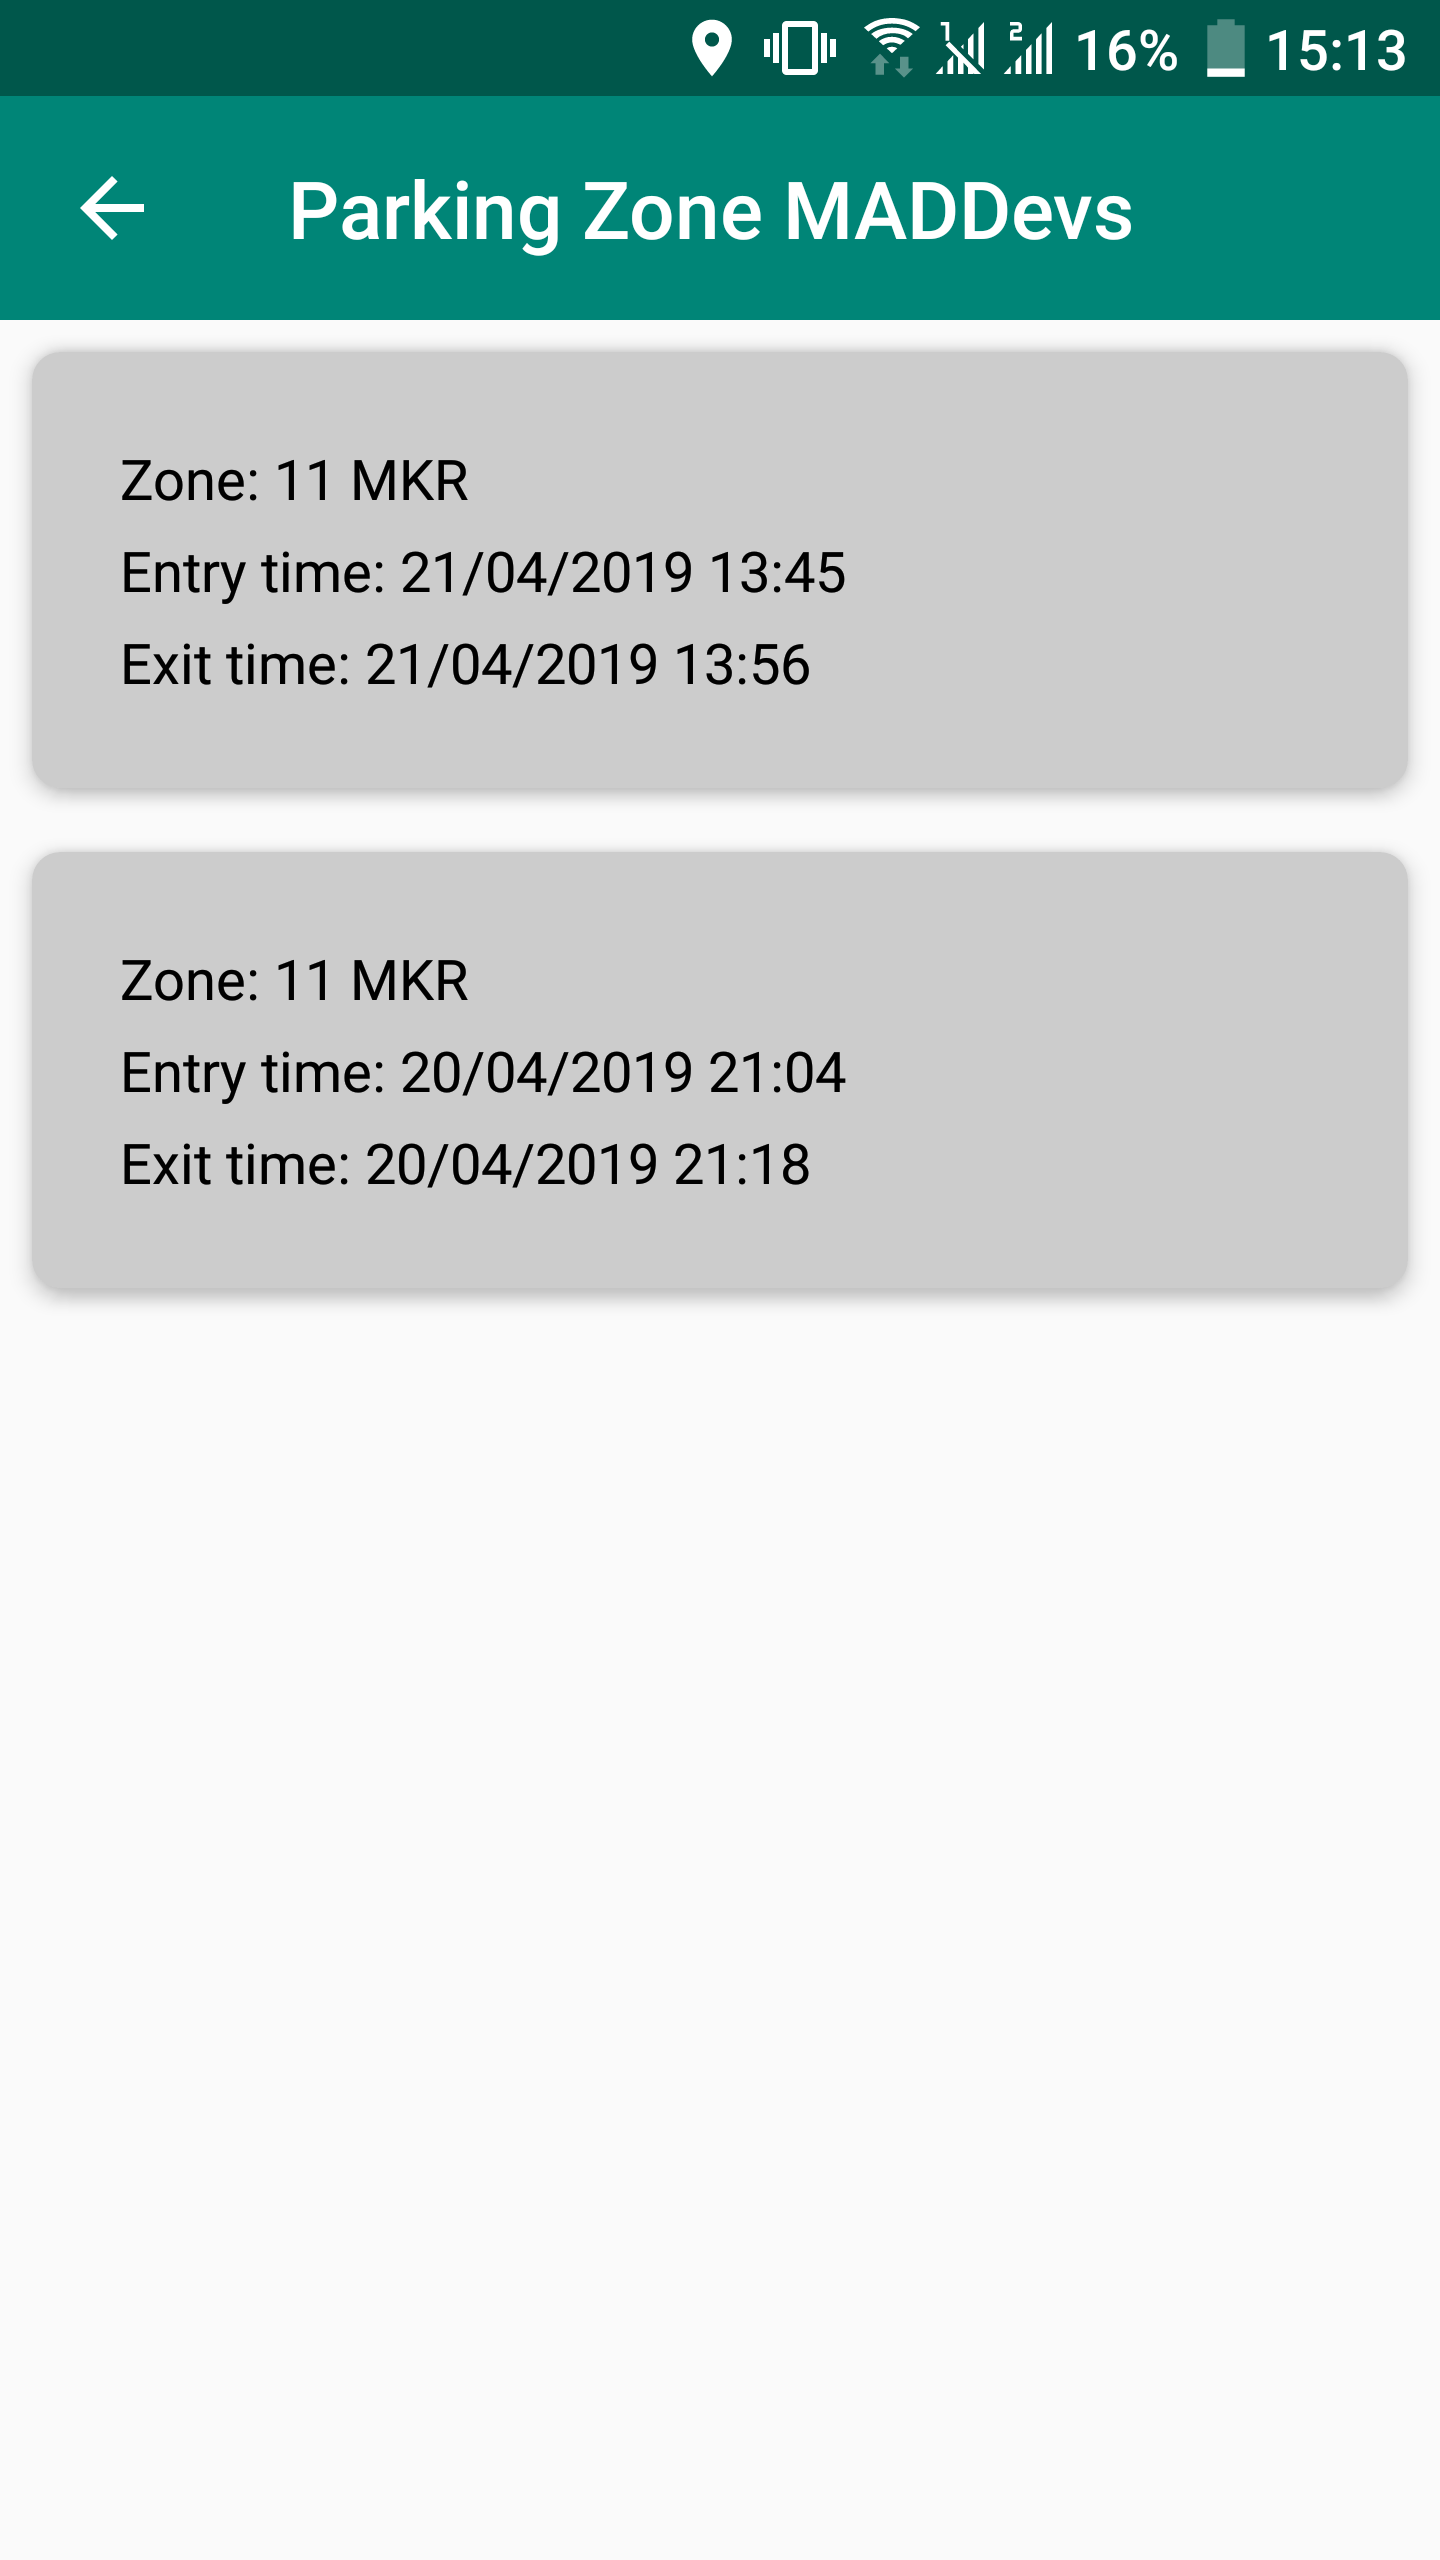 1 2 16% 15:13
Parking Zone MADDevs
Zone: 11 MKR
Entry time: 21/04/2019 13:45
Exit time: 21/04/2019 13:56
Zone: 11 MKR
Entry time: 20/04/2019 21:04
Exit time: 20/04/2019 21:18